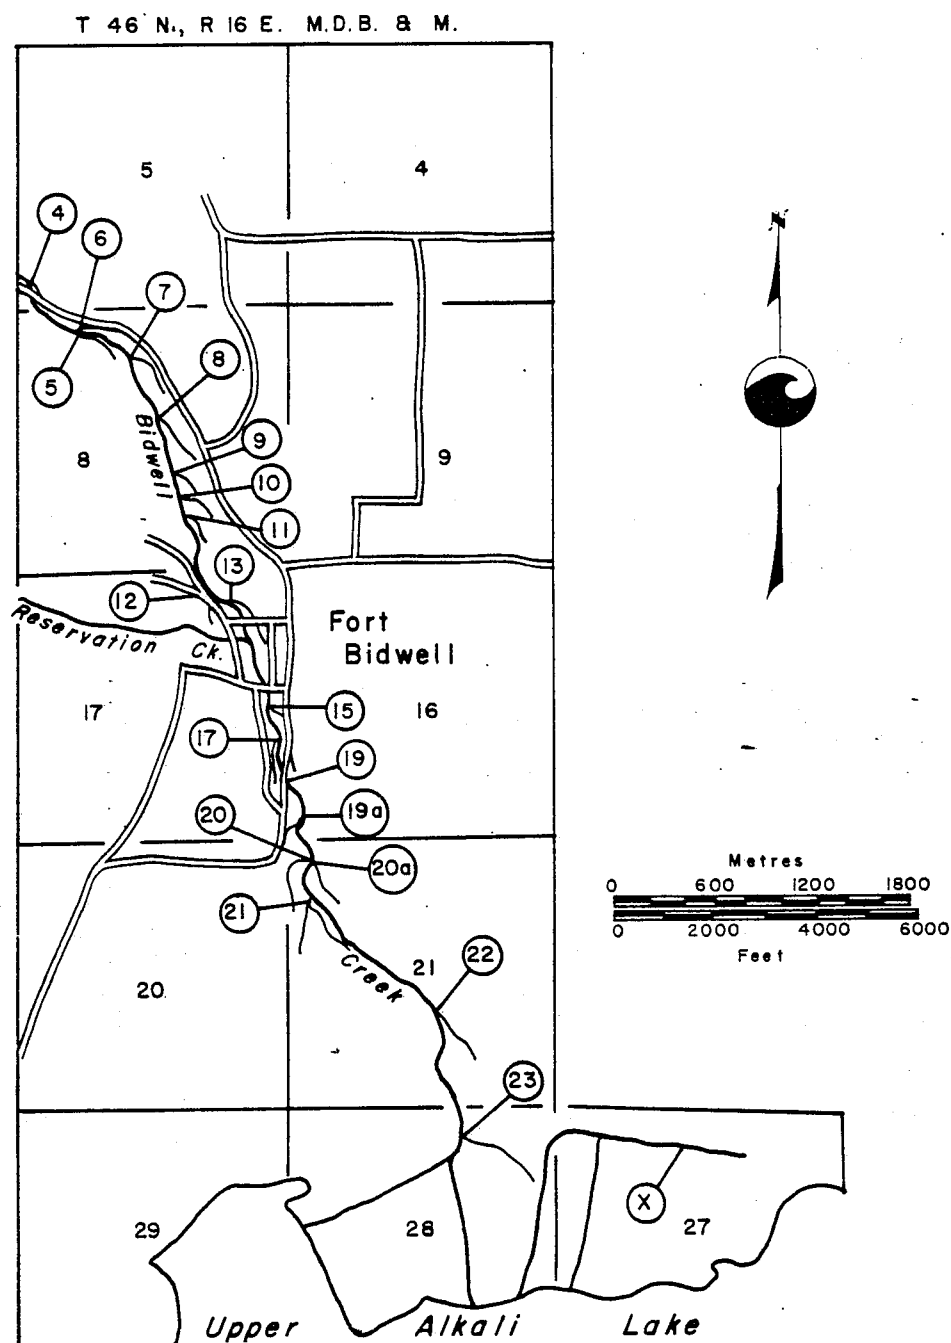 T 46 N., R 16 E. M.D.B. & M.
5
4
4
6
7
5
8
Bidwell
9
8
9
10
11
13
12
Reservation Ck.
Fort
Bidwell
17
15
16
17
19
19a
20
20a
21
Creek
21
22
20
23
X
29
28
27
Upper Alkali Lake
N
Metres
0 600 1200 1800
0 2000 4000 6000
Feet